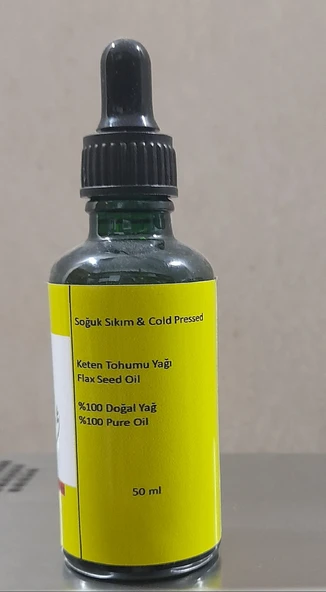 Soğuk Sıkım & Cold Pressed
Keten Tohumu Yağı
Flax Seed Oil
%100 Doğal Yağ
%100 Pure Oil
50 ml